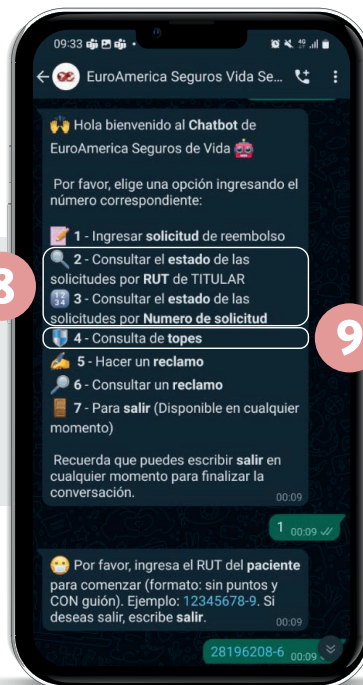 09:33
EuroAmerica Seguros Vida Se...
Hola bienvenido al Chatbot de
EuroAmerica Seguros de Vida
Por favor, elige una opción ingresando el
número correspondiente:
1 - Ingresar solicitud de reembolso
2 - Consultar el estado de las
solicitudes por RUT de TITULAR
3 - Consultar el estado de las
solicitudes por Numero de solicitud
4 - Consulta de topes
5 - Hacer un reclamo
6 - Consultar un reclamo
7 - Para salir (Disponible en cualquier
momento)
Recuerda que puedes escribir salir en
cualquier momento para finalizar la
conversación.
00:09
8
9
1 00:09
Por favor, ingresa el RUT del paciente
para comenzar (formato: sin puntos y
CON guión). Ejemplo: 12345678-9. Si
deseas salir, escribe salir.
00:09
28196208-6 00:09